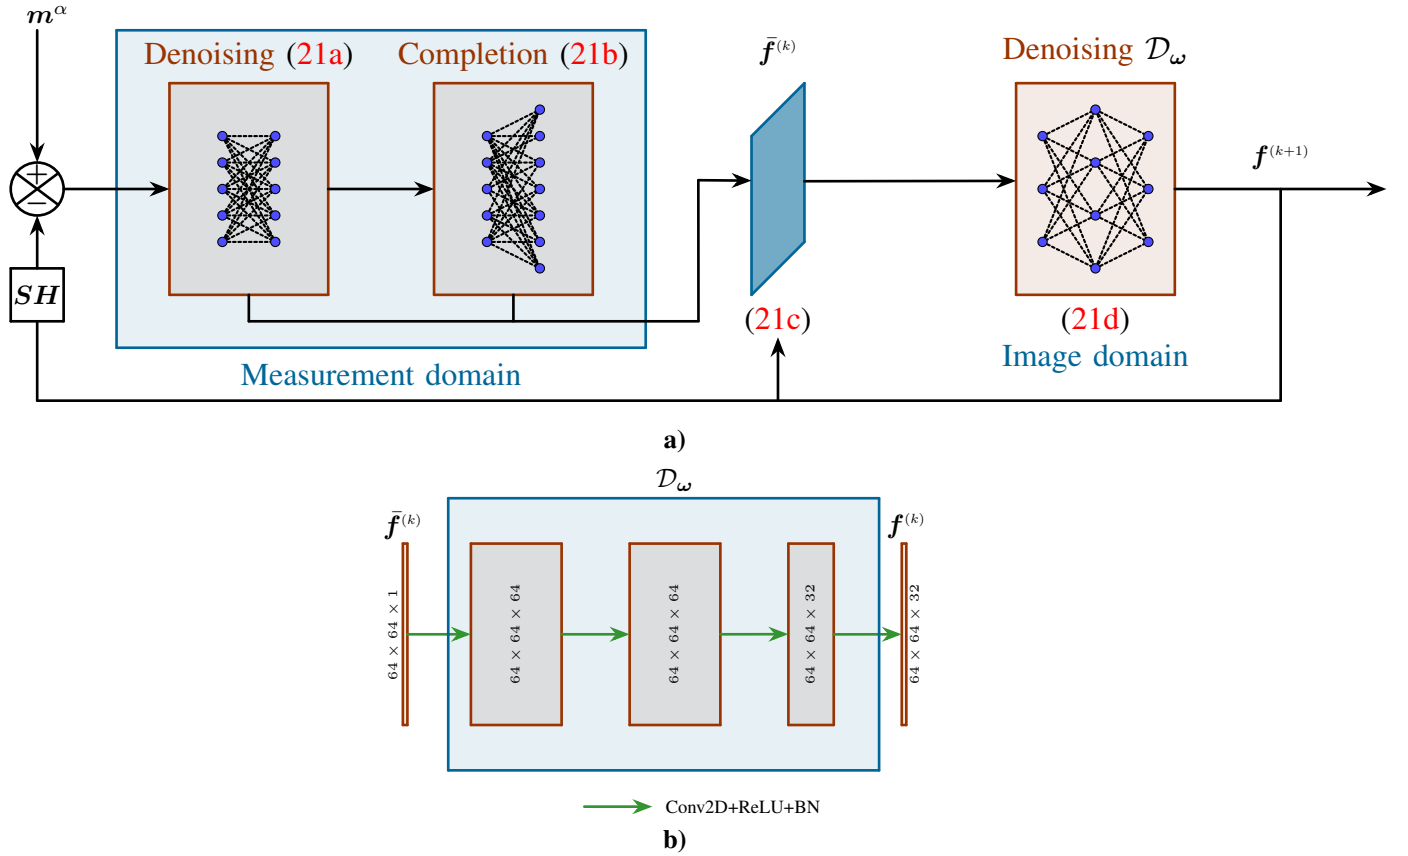 m^α
Denoising (21a)
Completion (21b)
f̄^(k)
Denoising 𝒟_ω
+
−
f^(k+1)
SH
(21c)
(21d)
Measurement domain
Image domain
a)
𝒟_ω
f̄^(k)
f^(k)
64 × 64 × 1
64 × 64 × 64
64 × 64 × 64
64 × 64 × 32
64 × 64 × 32
Conv2D+ReLU+BN
b)